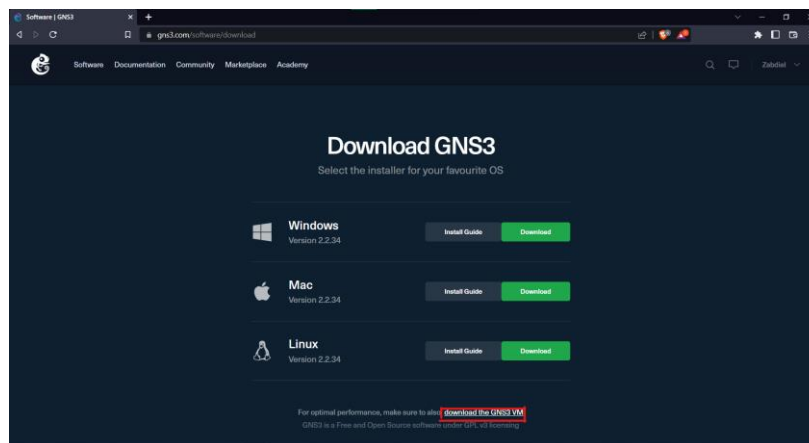 Software | GNS3
gns3.com/software/download
Software Documentation Community Marketplace Academy
Zabdiel
Download GNS3
Select the installer for your favourite OS
Windows
Version 2.2.34
Install Guide
Download
Mac
Version 2.2.34
Install Guide
Download
Linux
Version 2.2.34
Install Guide
Download
For optimal performance, make sure to also download the GNS3 VM
GNS3 is a Free and Open Source software under GPL v3 licensing